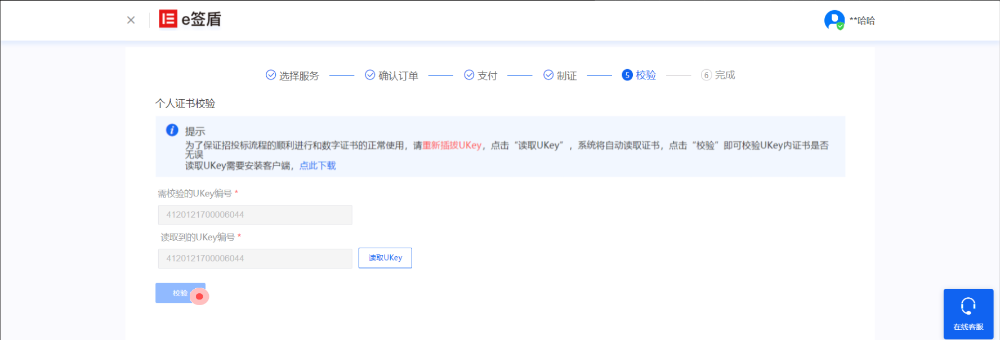 e签盾
**哈哈
选择服务
确认订单
支付
制证
5 校验
6 完成
个人证书校验
提示
为了保证招投标流程的顺利进行和数字证书的正常使用，请重新插拔UKey，点击“读取UKey”，系统将自动读取证书，点击“校验”即可校验UKey内证书是否
无误
读取UKey需要安装客户端，点此下载
需校验的UKey编号 *
4120121700006044
读取到的UKey编号 *
4120121700006044
读取UKey
校验
在线客服